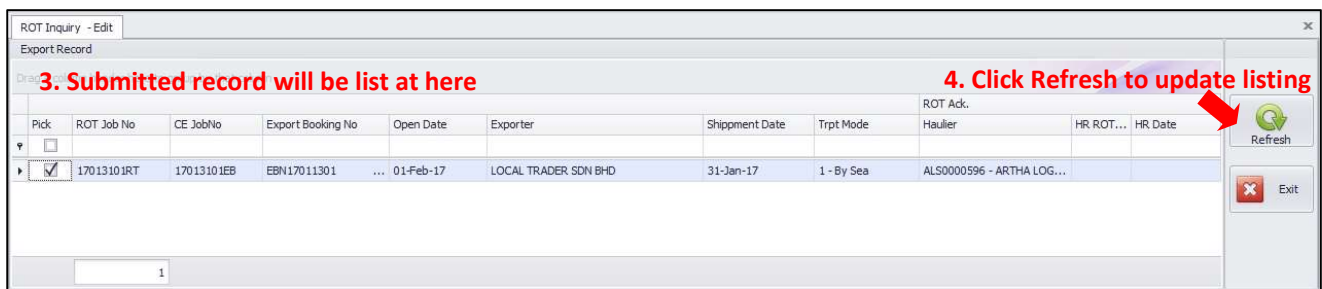 ROT Inquiry - Edit
Export Record
3. Submitted record will be list at here
4. Click Refresh to update listing
ROT Ack.
Pick ROT Job No CE JobNo Export Booking No Open Date Exporter Shippment Date Trpt Mode Haulier HR ROT... HR Date
Refresh
17013101RT 17013101EB EBN17011301 ... 01-Feb-17 LOCAL TRADER SDN BHD 31-Jan-17 1 - By Sea ALS0000596 - ARTHA LOG...
Exit
1